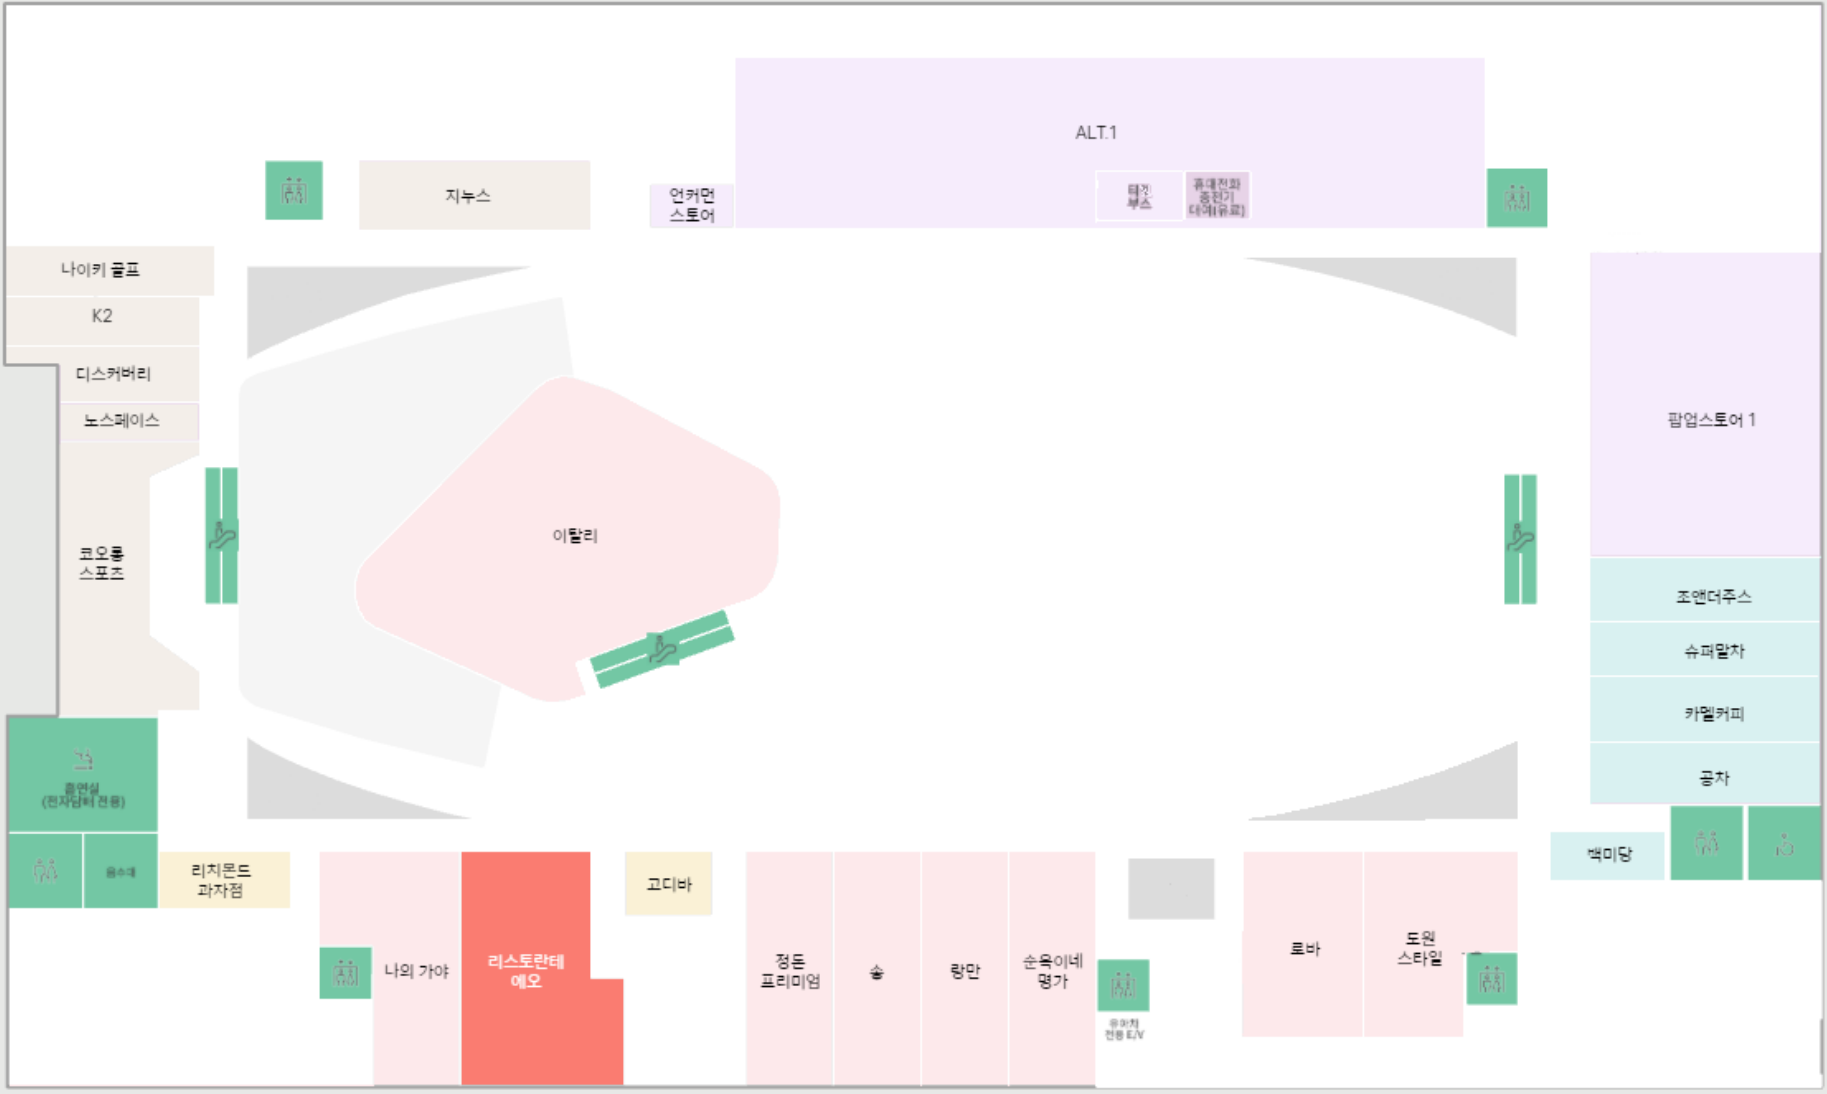 ALT.1
지누스
언커먼
스토어
티켓
부스
휴대전화
충전기
대여(유료)
나이키 골프
K2
디스커버리
노스페이스
코오롱
스포츠
이탈리
팝업스토어 1
조앤더주스
슈퍼말차
카멜커피
공차
백미당
흡연실
(전자담배 전용)
음수대
리치몬드
과자점
나의 가야
리스토란테
에오
고디바
정돈
프리미엄
송
랑만
순옥이네
명가
유아차
전용 E/V
로바
도원
스타일